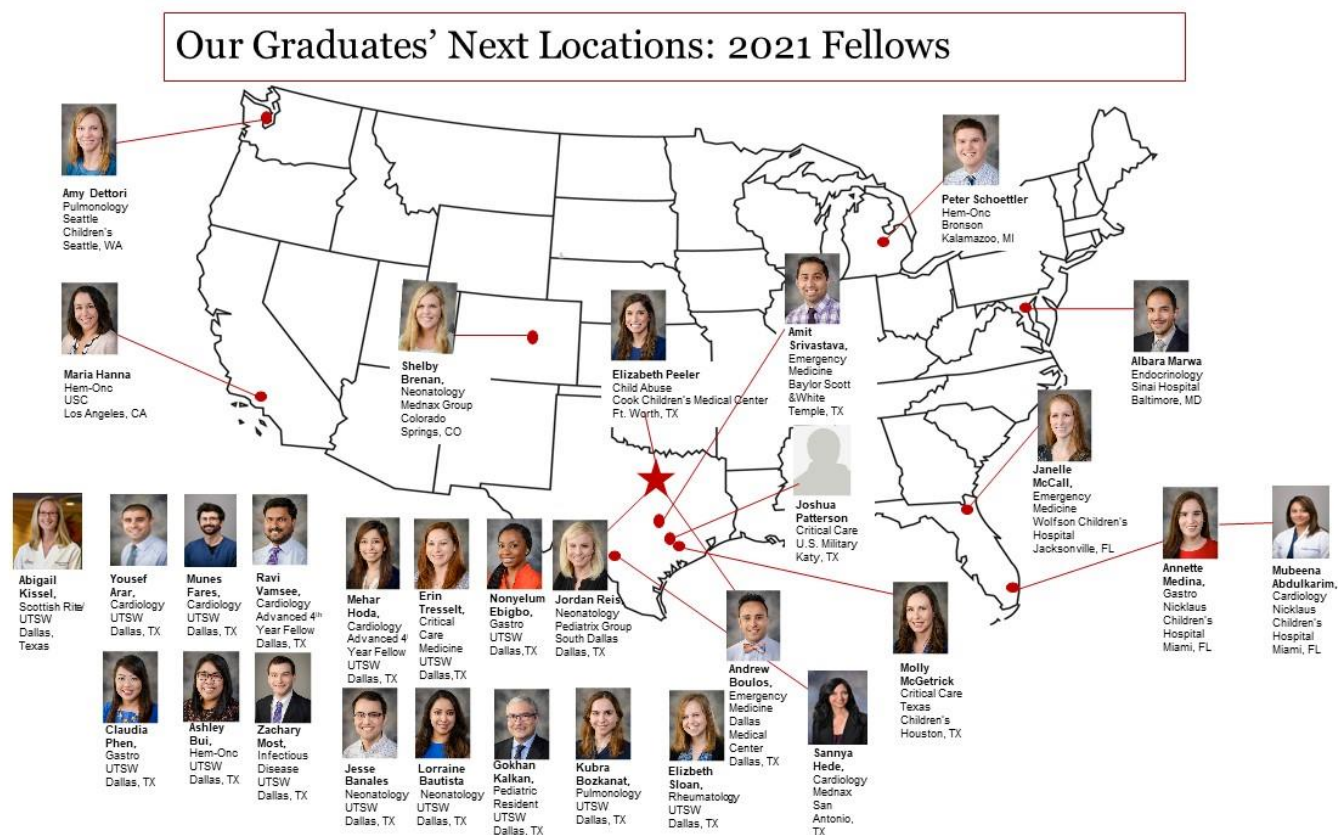 Our Graduates' Next Locations: 2021 Fellows
Amy Dettori
Pulmonology
Seattle
Children's
Seattle, WA
Peter Schoettler
Hem-Onc
Bronson
Kalamazoo, MI
Maria Hanna
Hem-Onc
USC
Los Angeles, CA
Shelby
Brenan,
Neonatology
Mednax Group
Colorado
Springs, CO
Elizabeth Peeler
Child Abuse
Cook Children's Medical Center
Ft. Worth, TX
Amit
Srivastava,
Emergency
Medicine
Baylor Scott
&White
Temple, TX
Albara Marwa
Endocrinology
Sinai Hospital
Baltimore, MD
Janelle
McCall,
Emergency
Medicine
Wolfson Children's
Hospital
Jacksonville, FL
Joshua
Patterson
Critical Care
U.S. Military
Katy, TX
Annette
Medina,
Gastro
Nicklaus
Children's
Hospital
Miami, FL
Mubeena
Abdulkarim,
Cardiology
Nicklaus
Children's
Hospital
Miami, FL
Abigail
Kissel,
Scottish Rite/
UTSW
Dallas,
Texas
Yousef
Arar,
Cardiology
UTSW
Dallas, TX
Munes
Fares,
Cardiology
UTSW
Dallas, TX
Ravi
Vamsee,
Cardiology
Advanced 4th
Year Fellow
Dallas, TX
Mehar
Hoda,
Cardiology
Advanced 4t
Year Fellow
UTSW
Dallas, TX
Erin
Tresselt,
Critical
Care
Medicine
UTSW
Dallas,TX
Nonyelum
Ebigbo,
Gastro
UTSW
Dallas,TX
Jordan Reis,
Neonatology
Pediatrix Group
South Dallas
Dallas, TX
Andrew
Boulos,
Emergency
Medicine
Dallas
Medical
Center
Dallas, TX
Molly
McGetrick
Critical Care
Texas
Children's
Houston, TX
Claudia
Phen,
Gastro
UTSW
Dallas, TX
Ashley
Bui,
Hem-Onc
UTSW
Dallas, TX
Zachary
Most,
Infectious
Disease
UTSW
Dallas, TX
Jesse
Banales
Neonatology
UTSW
Dallas, TX
Lorraine
Bautista
Neonatology
UTSW
Dallas, TX
Gokhan
Kalkan,
Pediatric
Resident
UTSW
Dallas, TX
Kubra
Bozkanat,
Pulmonology
UTSW
Dallas, TX
Elizbeth
Sloan,
Rheumatology
UTSW
Dallas, TX
Sannya
Hede,
Cardiology
Mednax
San
Antonio,
TX